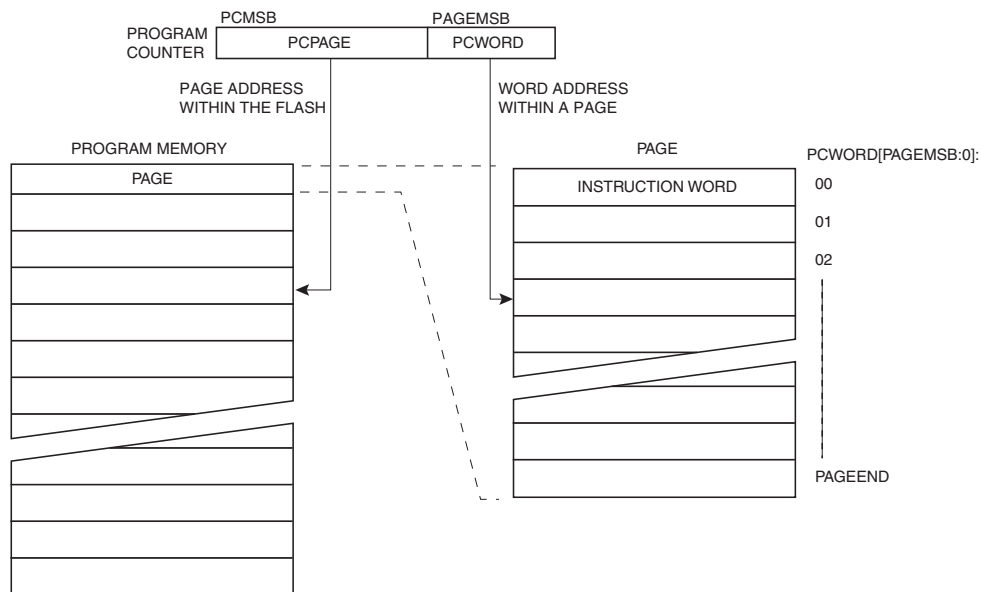 PCMSB
PAGEMSB
PROGRAM
COUNTER
PCPAGE
PCWORD
PAGE ADDRESS
WITHIN THE FLASH
WORD ADDRESS
WITHIN A PAGE
PROGRAM MEMORY
PAGE
PAGE
PCWORD[PAGEMSB:0]:
INSTRUCTION WORD
00
01
02
PAGEEND